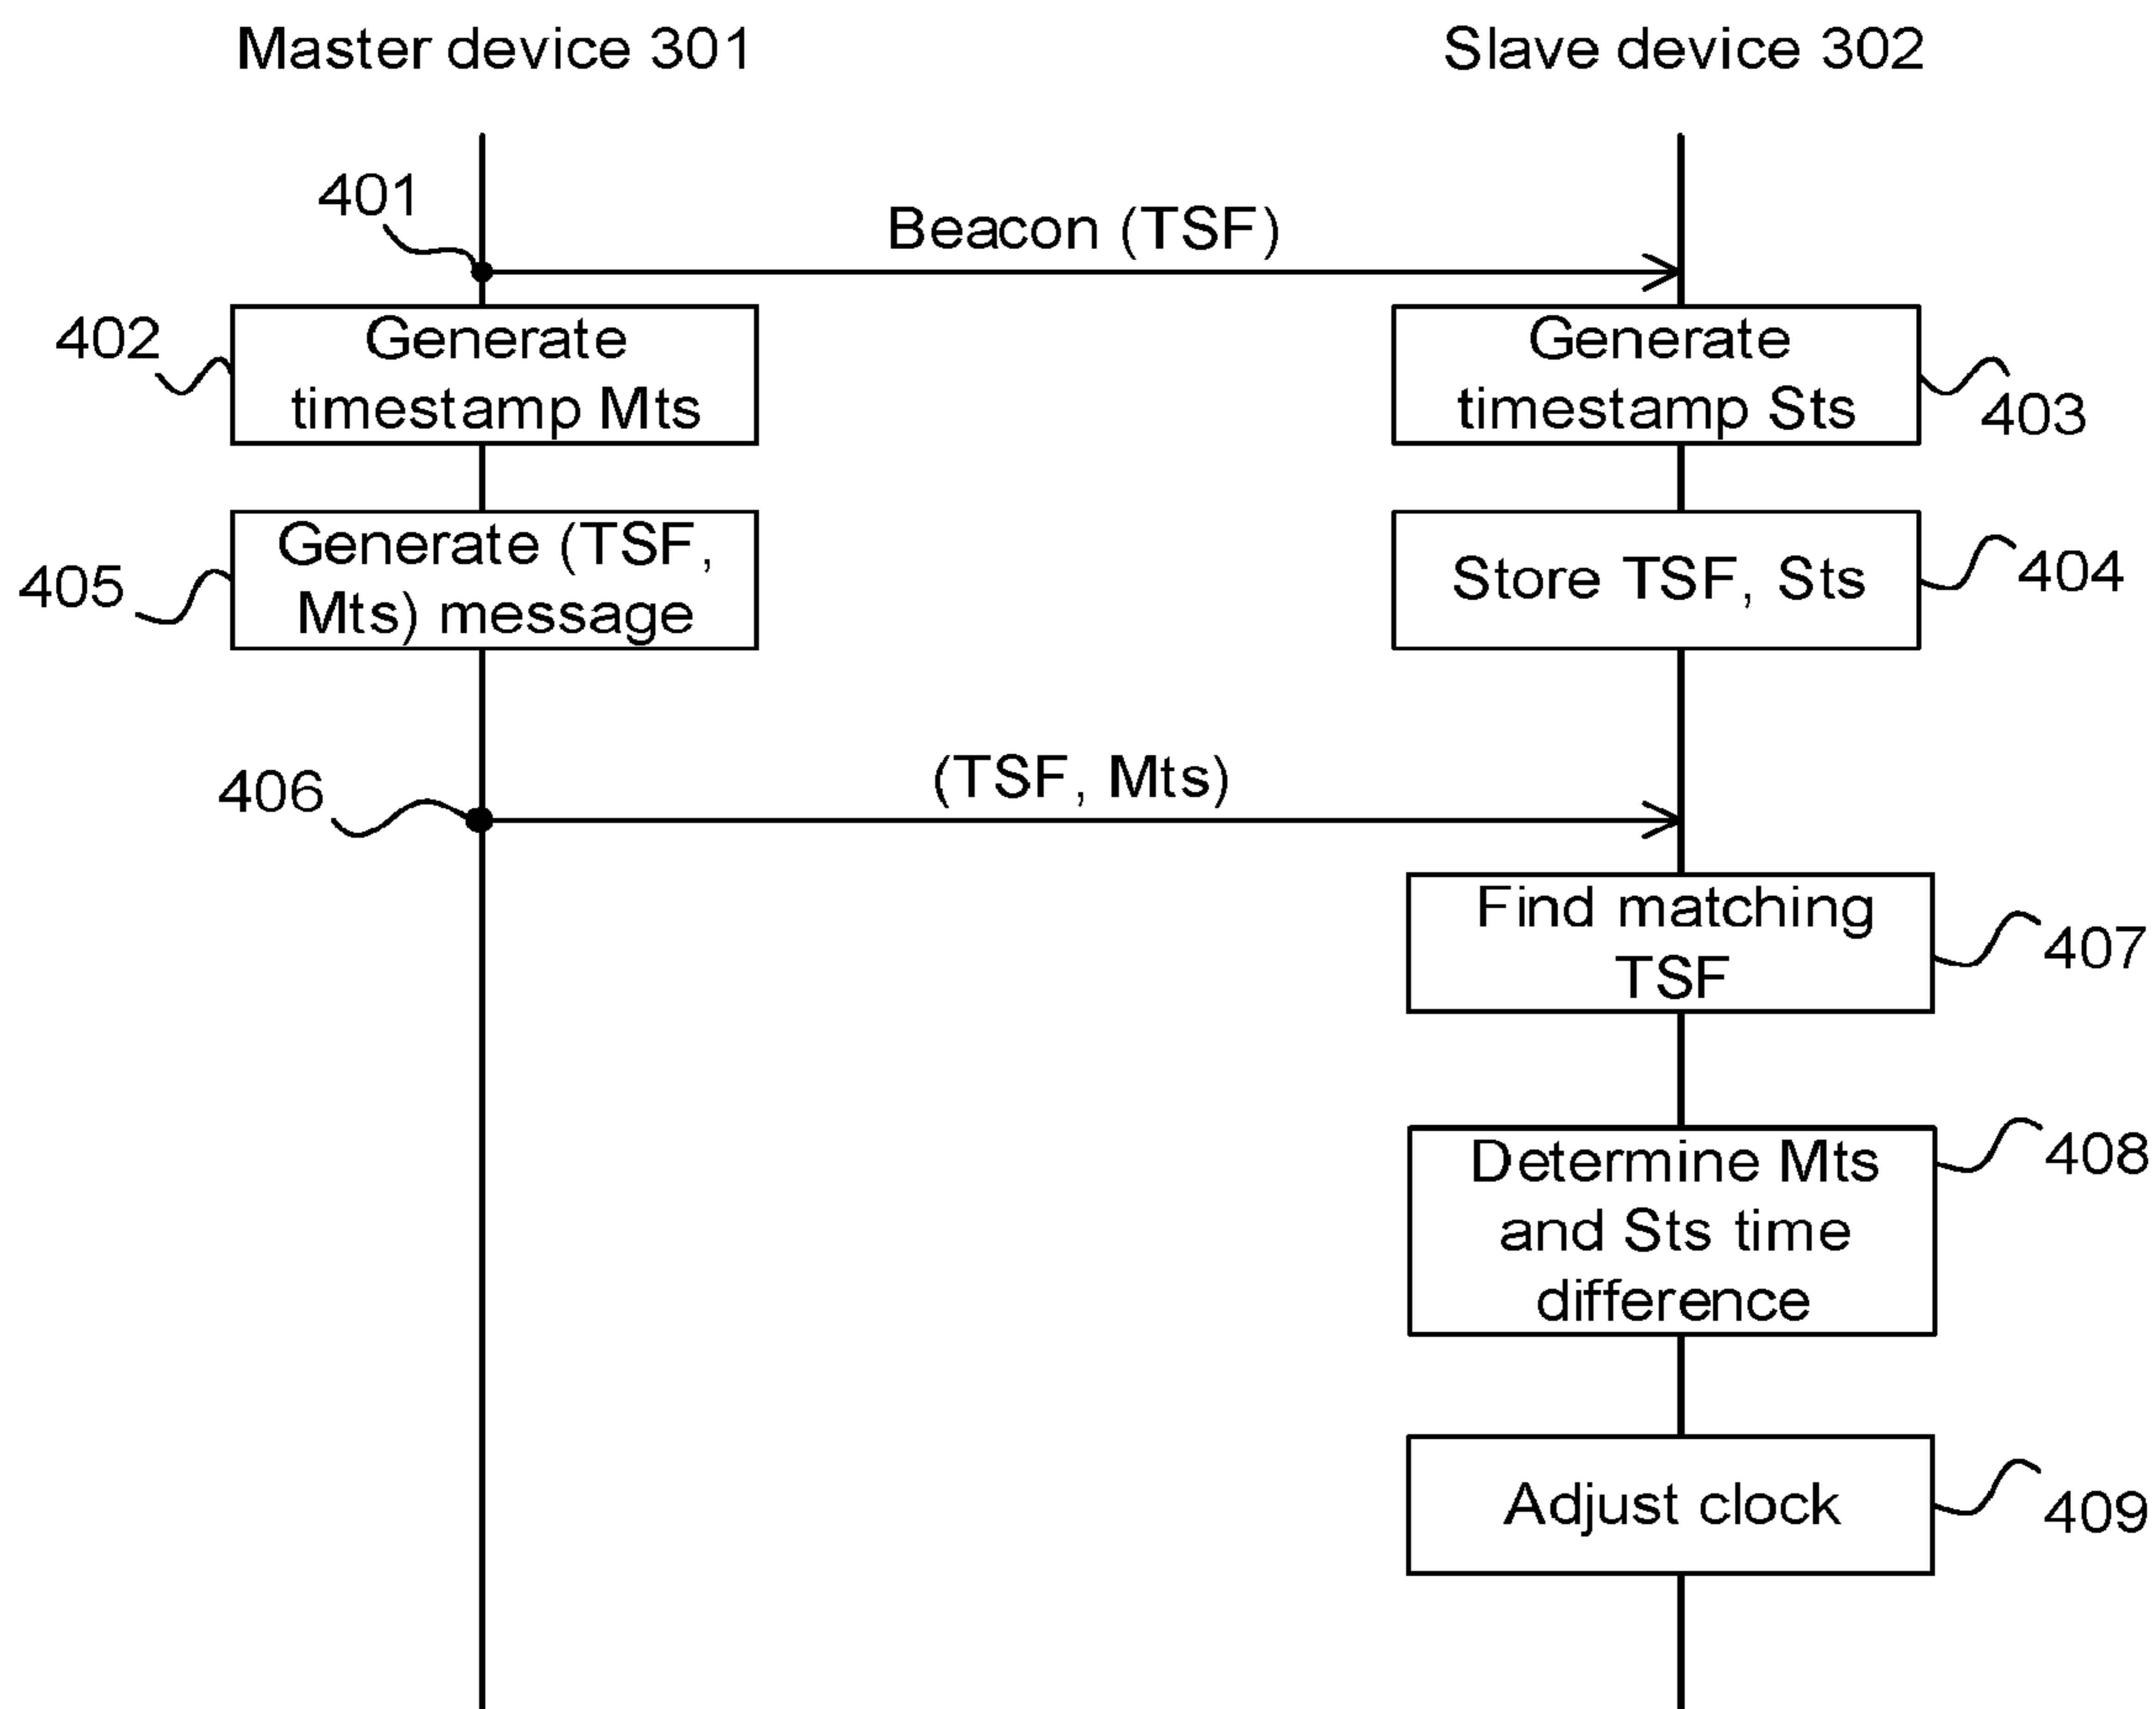 Master device 301
Slave device 302
401
Beacon (TSF)
402
Generate
timestamp Mts
Generate
timestamp Sts
403
405
Generate (TSF,
Mts) message
Store TSF, Sts
404
406
(TSF, Mts)
Find matching
TSF
407
Determine Mts
and Sts time
difference
408
Adjust clock
409